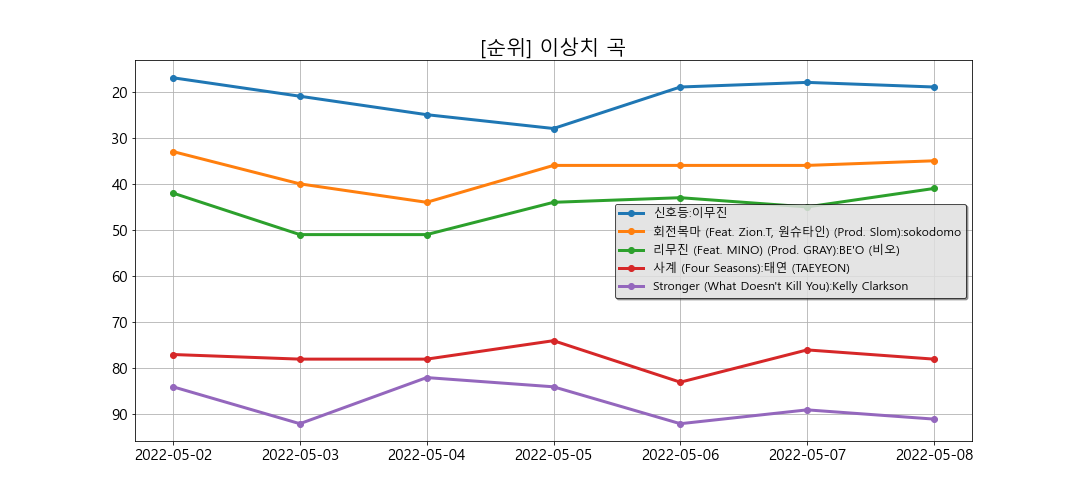 [순위] 이상치 곡
20
30
40
50
60
70
80
90
신호등:이무진
회전목마 (Feat. Zion.T, 원슈타인) (Prod. Slom):sokodomo
리무진 (Feat. MINO) (Prod. GRAY):BE'O (비오)
사계 (Four Seasons):태연 (TAEYEON)
Stronger (What Doesn't Kill You):Kelly Clarkson
2022-05-02 2022-05-03 2022-05-04 2022-05-05 2022-05-06 2022-05-07 2022-05-08